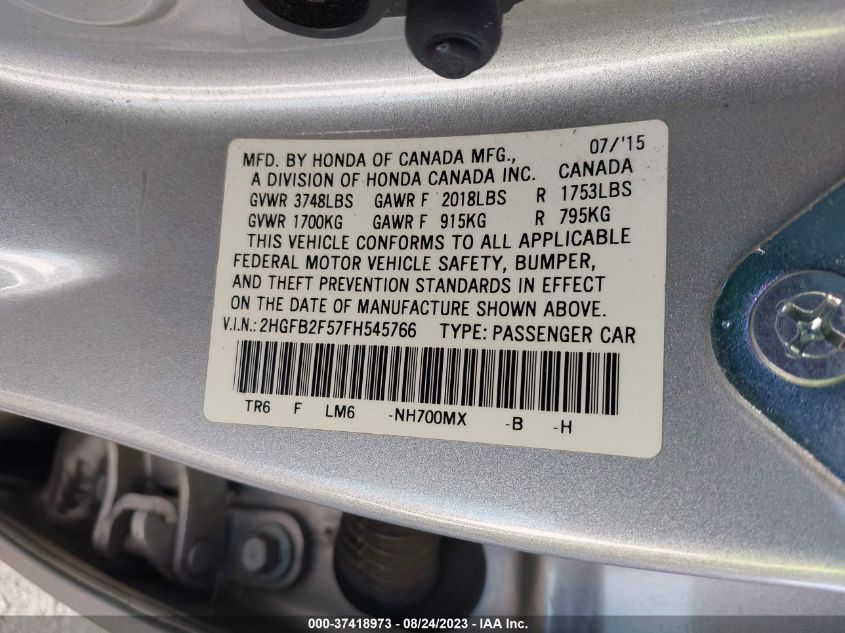 07/'15
MFD. BY HONDA OF CANADA MFG.,
A DIVISION OF HONDA CANADA INC. CANADA
GVWR 3748LBS GAWR F 2018LBS R 1753LBS
GVWR 1700KG GAWR F 915KG R 795KG
THIS VEHICLE CONFORMS TO ALL APPLICABLE
FEDERAL MOTOR VEHICLE SAFETY, BUMPER,
AND THEFT PREVENTION STANDARDS IN EFFECT
ON THE DATE OF MANUFACTURE SHOWN ABOVE.
V.I.N.: 2HGFB2F57FH545766 TYPE: PASSENGER CAR
TR6 F LM6 -NH700MX -B -H
000-37418973 - 08/24/2023 - IAA Inc.